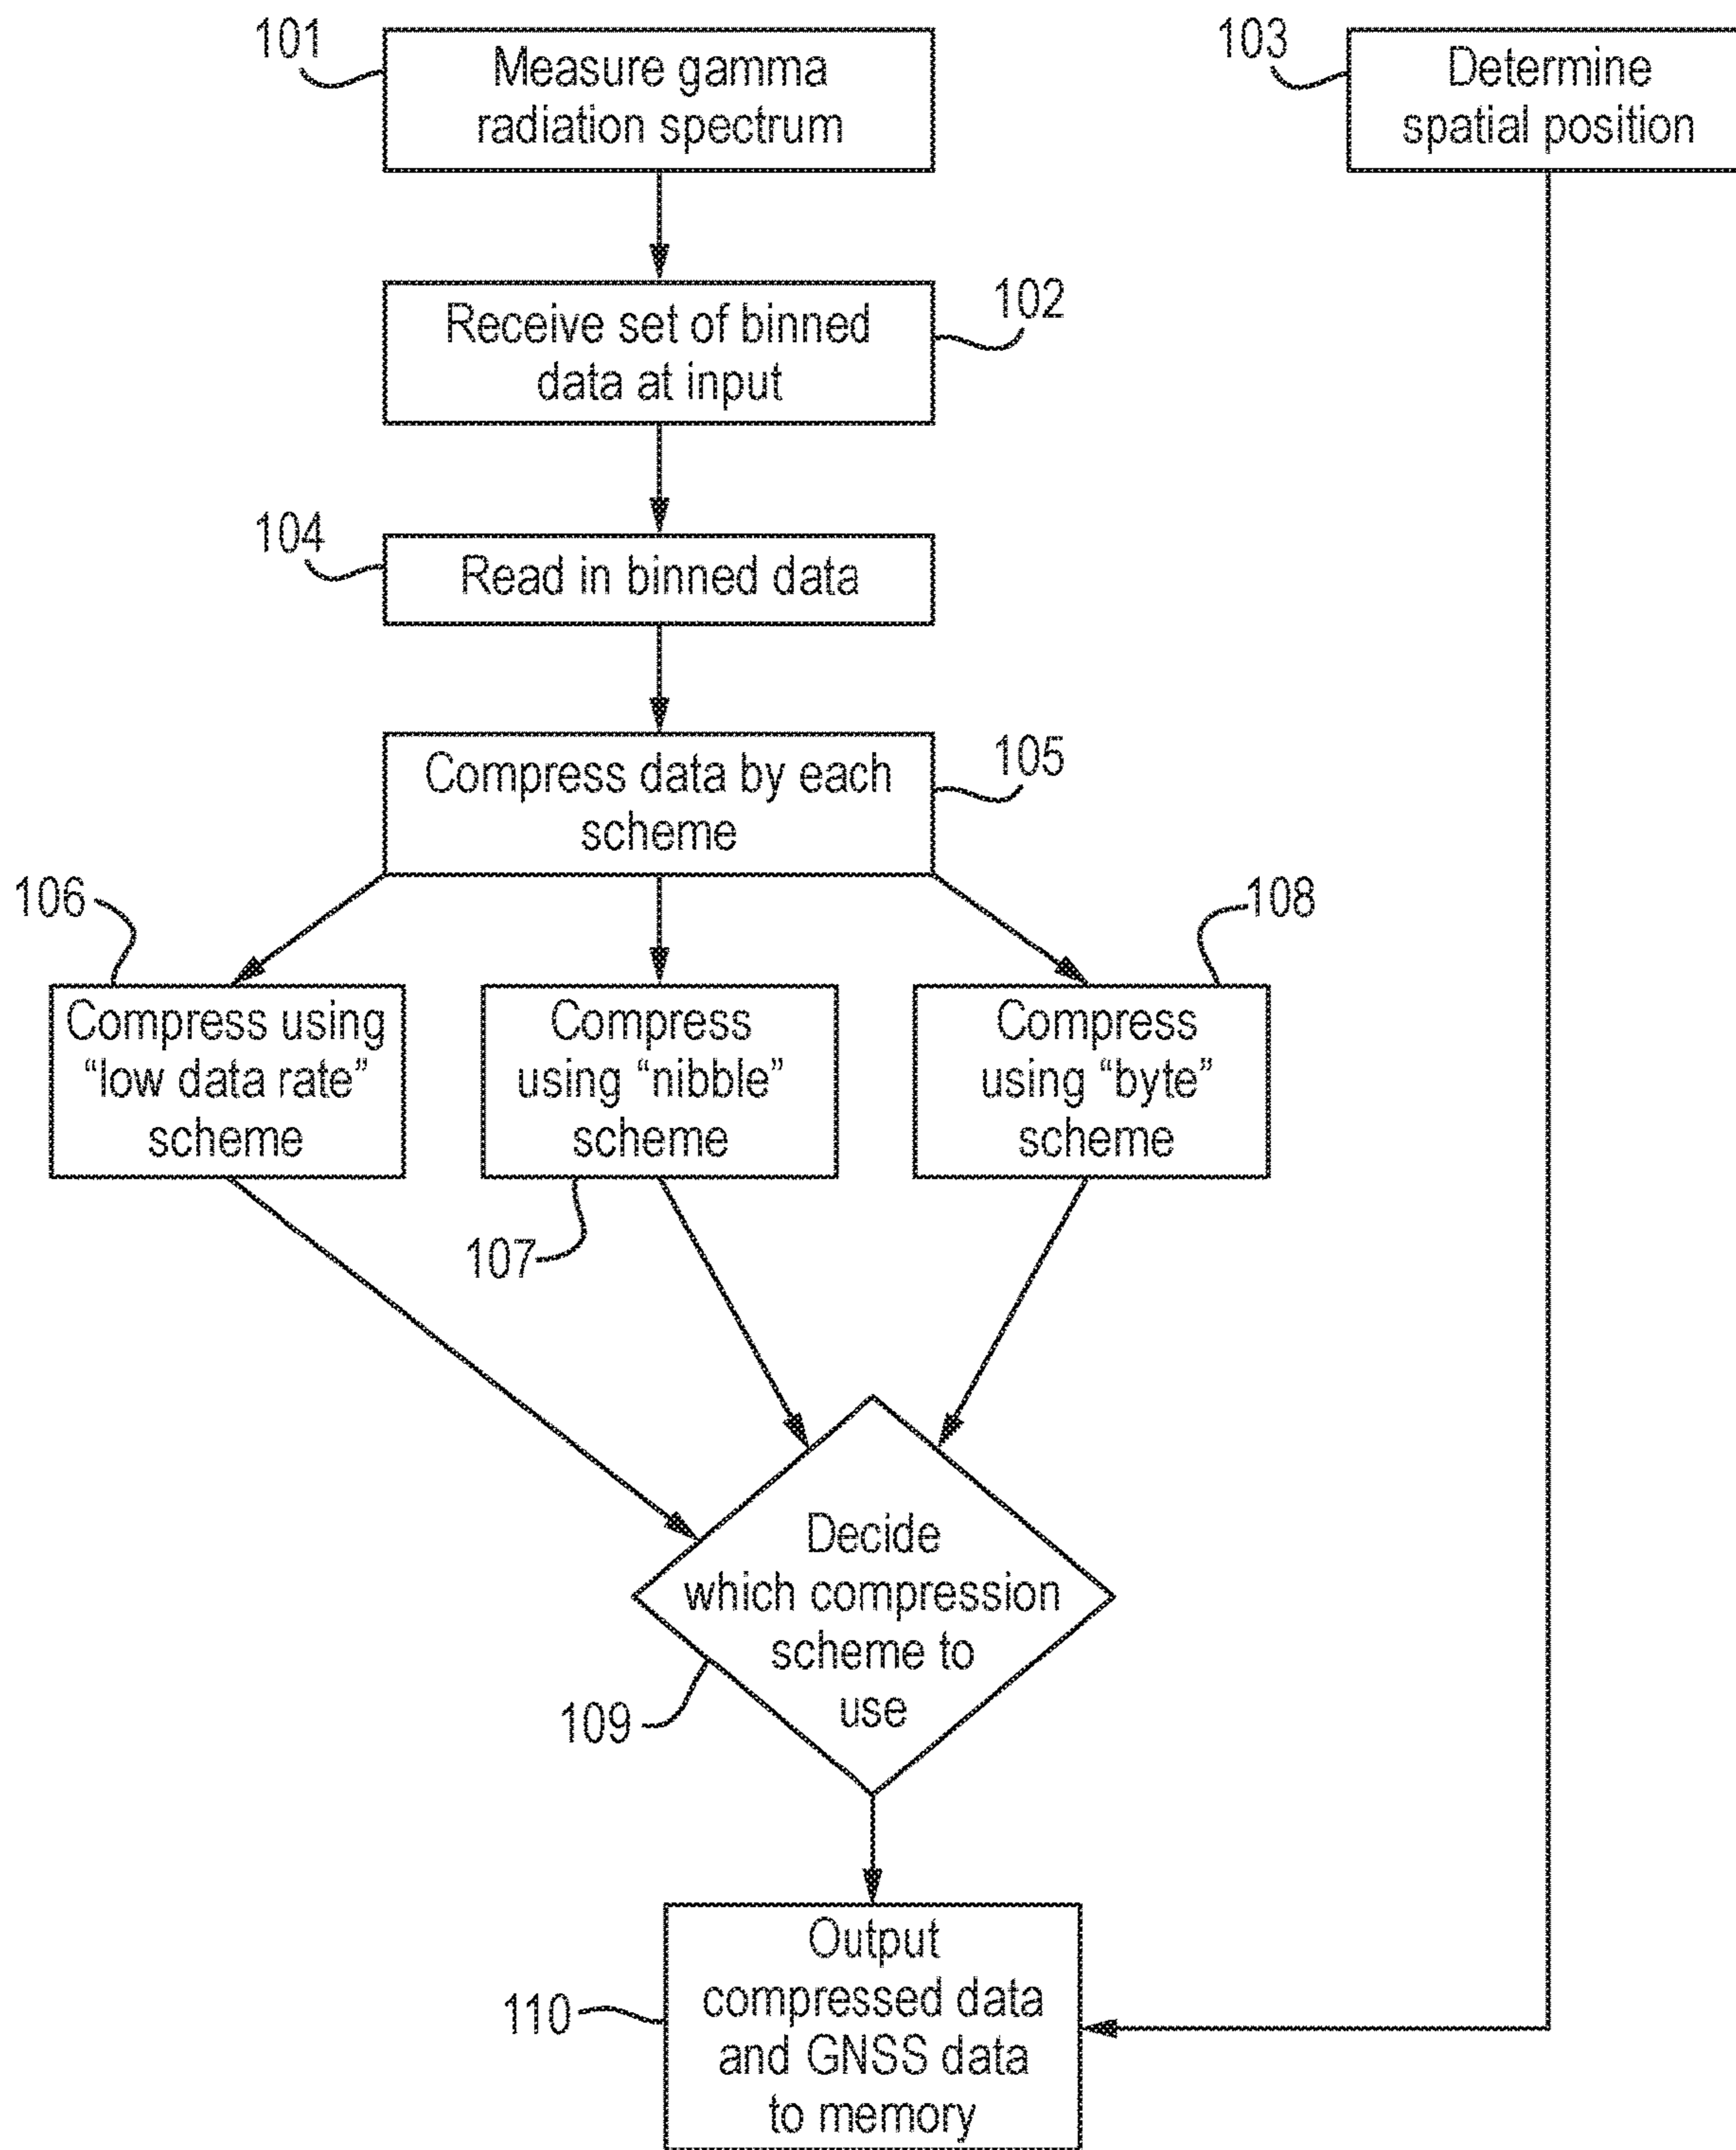 101
Measure gamma
radiation spectrum
103
Determine
spatial position
Receive set of binned
data at input
102
104
Read in binned data
Compress data by each
scheme
105
106
108
Compress using
“low data rate”
scheme
Compress
using “nibble”
scheme
Compress
using “byte”
scheme
107
Decide
which compression
scheme to
use
109
Output
compressed data
and GNSS data
to memory
110